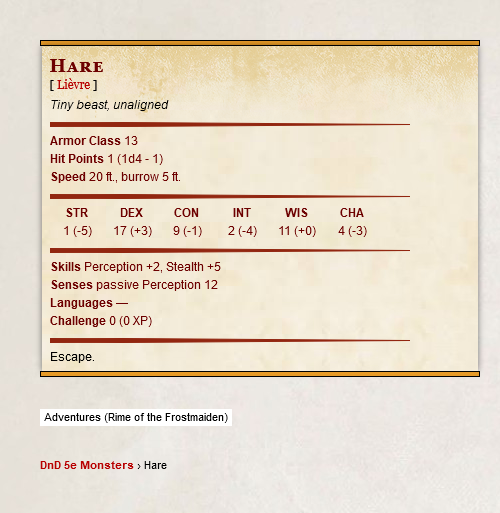 Hare
[ Lièvre ]
Tiny beast, unaligned
Armor Class 13
Hit Points 1 (1d4 - 1)
Speed 20 ft., burrow 5 ft.
STR DEX CON INT WIS CHA
1 (-5) 17 (+3) 9 (-1) 2 (-4) 11 (+0) 4 (-3)
Skills Perception +2, Stealth +5
Senses passive Perception 12
Languages —
Challenge 0 (0 XP)
Escape.
Adventures (Rime of the Frostmaiden)
DnD 5e Monsters › Hare